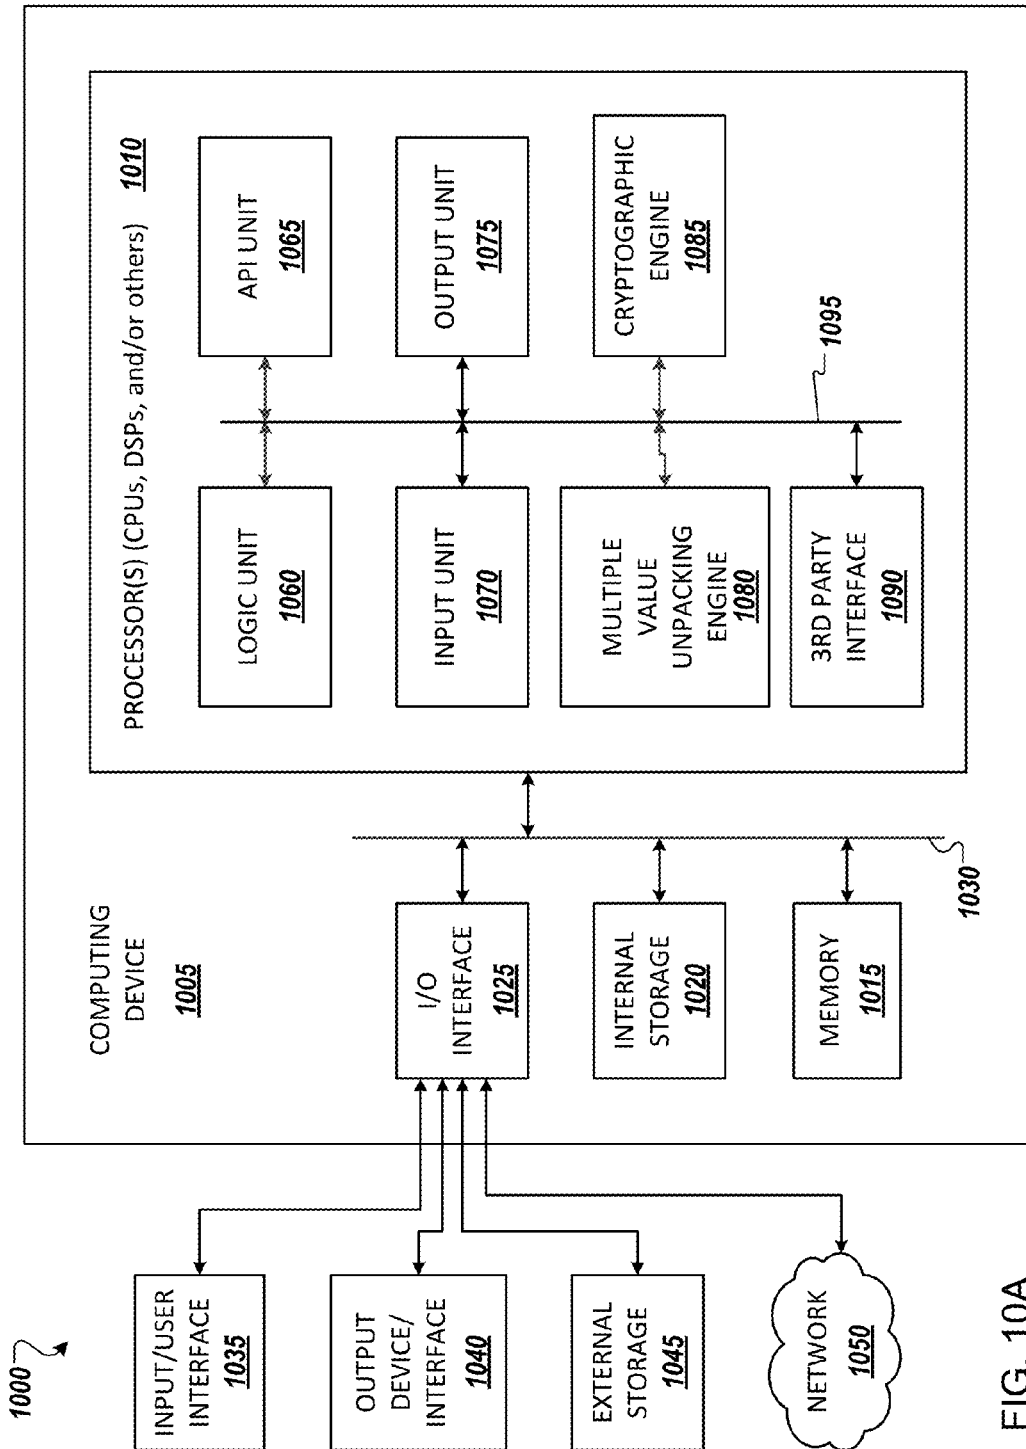 1000
COMPUTING
DEVICE
1005
PROCESSOR(S) (CPUs, DSPs, and/or others) 1010
INPUT/USER
INTERFACE
1035
OUTPUT
DEVICE/
INTERFACE
1040
EXTERNAL
STORAGE
1045
NETWORK
1050
I/O
INTERFACE
1025
INTERNAL
STORAGE
1020
MEMORY
1015
1030
LOGIC UNIT
1060
API UNIT
1065
INPUT UNIT
1070
OUTPUT UNIT
1075
MULTIPLE
VALUE
UNPACKING
ENGINE
1080
CRYPTOGRAPHIC
ENGINE
1085
3RD PARTY
INTERFACE
1090
1095
FIG. 10A